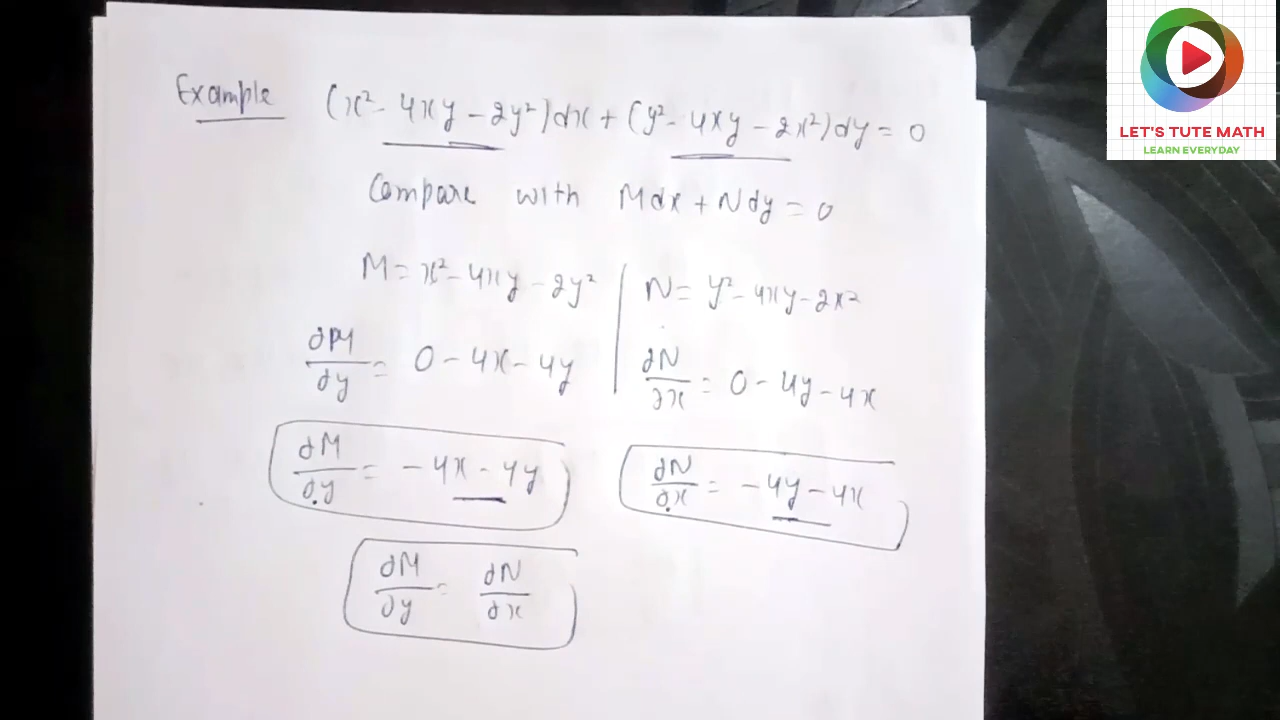 Example (x² - 4xy - 2y²)dx + (y² - 4xy - 2x²)dy = 0
Compare with Mdx + Ndy = 0
M = x² - 4xy - 2y² | N = y² - 4xy - 2x²
∂M/∂y = 0 - 4x - 4y | ∂N/∂x = 0 - 4y - 4x
∂M/∂y = -4x - 4y ∂N/∂x = -4y - 4x
∂M/∂y = ∂N/∂x
LET'S TUTE MATH
LEARN EVERYDAY